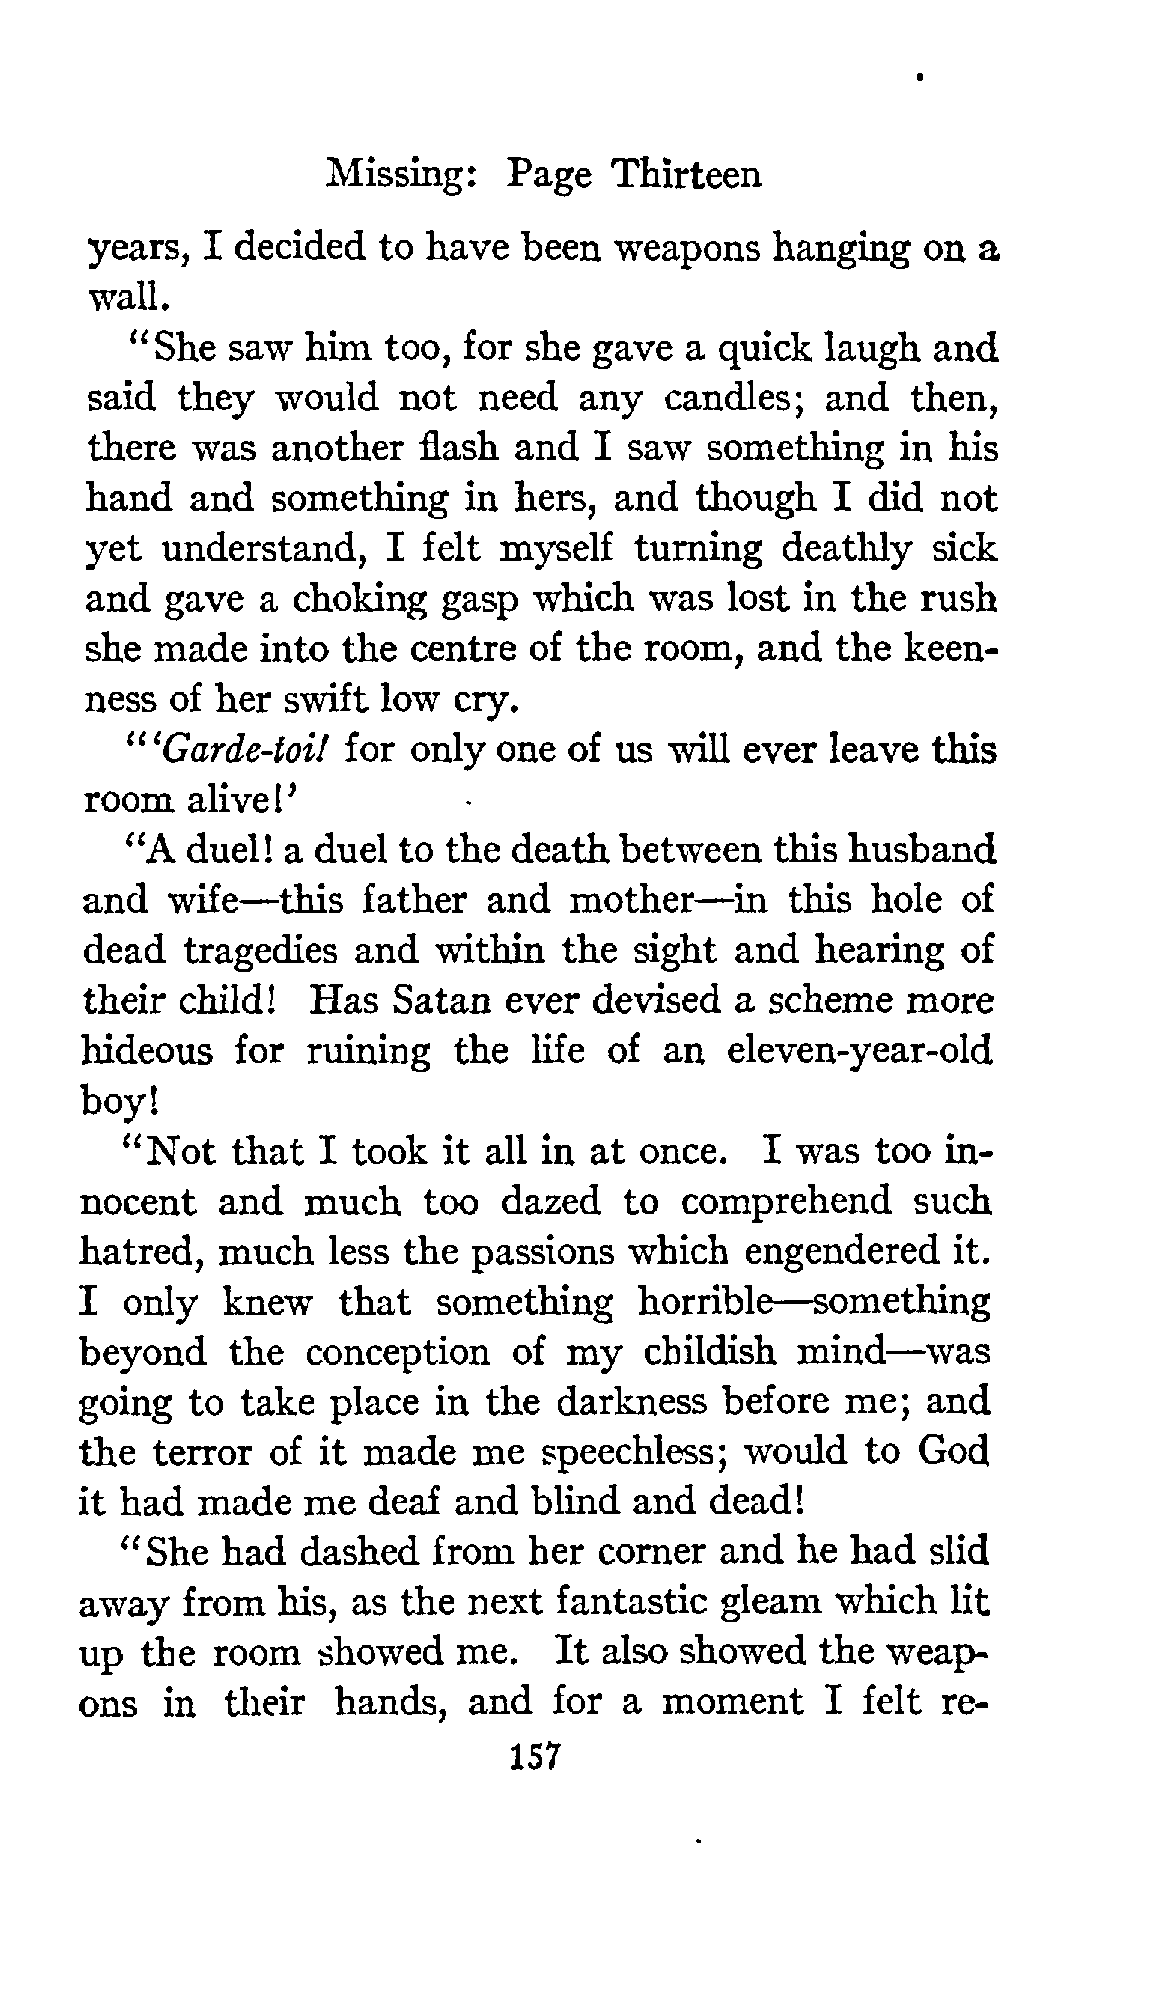 Missing: Page Thirteen
years, I decided to have been weapons hanging on a
wall.
“She saw him too, for she gave a quick laugh and
said they would not need any candles; and then,
there was another flash and I saw something in his
hand and something in hers, and though I did not
yet understand, I felt myself turning deathly sick
and gave a choking gasp which was lost in the rush
she made into the centre of the room, and the keen-
ness of her swift low cry.
“‘Garde-toi! for only one of us will ever leave this
room alive!’
“A duel! a duel to the death between this husband
and wife—this father and mother—in this hole of
dead tragedies and within the sight and hearing of
their child! Has Satan ever devised a scheme more
hideous for ruining the life of an eleven-year-old
boy!
“Not that I took it all in at once. I was too in-
nocent and much too dazed to comprehend such
hatred, much less the passions which engendered it.
I only knew that something horrible—something
beyond the conception of my childish mind—was
going to take place in the darkness before me; and
the terror of it made me speechless; would to God
it had made me deaf and blind and dead!
“She had dashed from her corner and he had slid
away from his, as the next fantastic gleam which lit
up the room showed me. It also showed the weap-
ons in their hands, and for a moment I felt re-
157